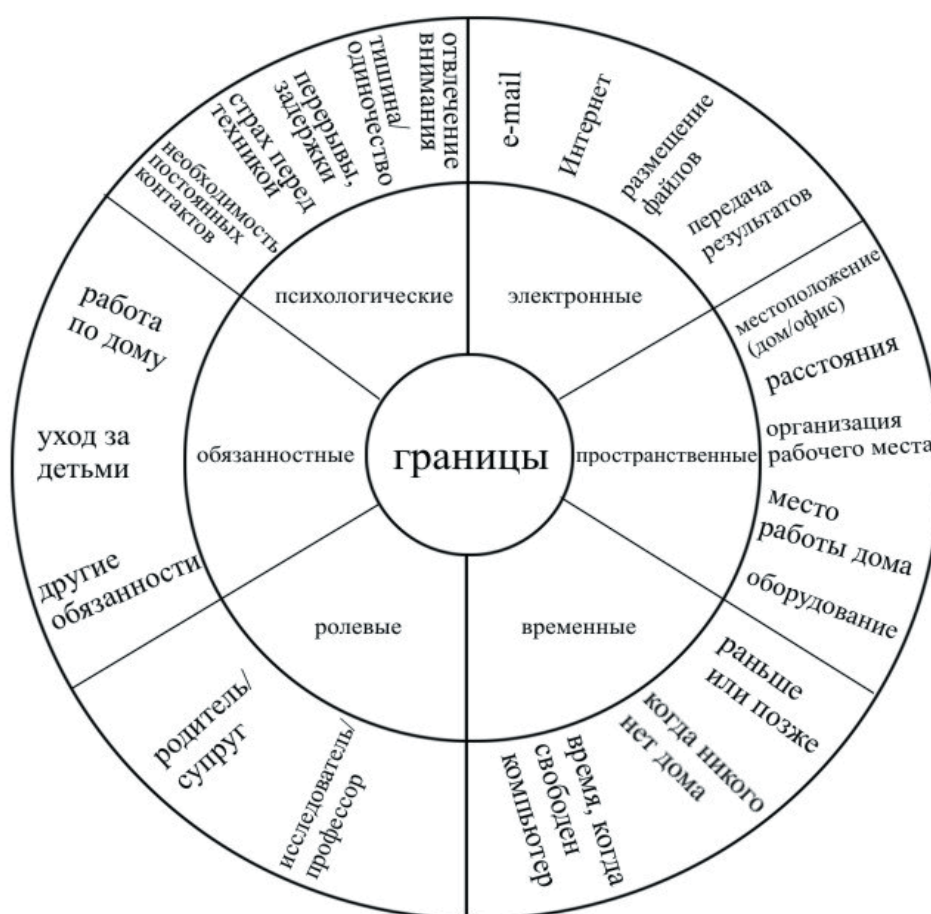 границы
электронные
e-mail
Интернет
размещение
файлов
передача
результатов
пространственные
местоположение
(дом/офис)
расстояния
организация
рабочего места
место
работы дома
оборудование
временные
раньше
или позже
когда никого
нет дома
время, когда
свободен
компьютер
ролевые
исследователь/
профессор
родитель/
супруг
обязанностные
другие
обязанности
уход за
детьми
работа
по дому
психологические
необходимость
постоянных
контактов
страх перед
техникой
перерывы,
задержки
тишина/
одиночество
отвлечение
внимания